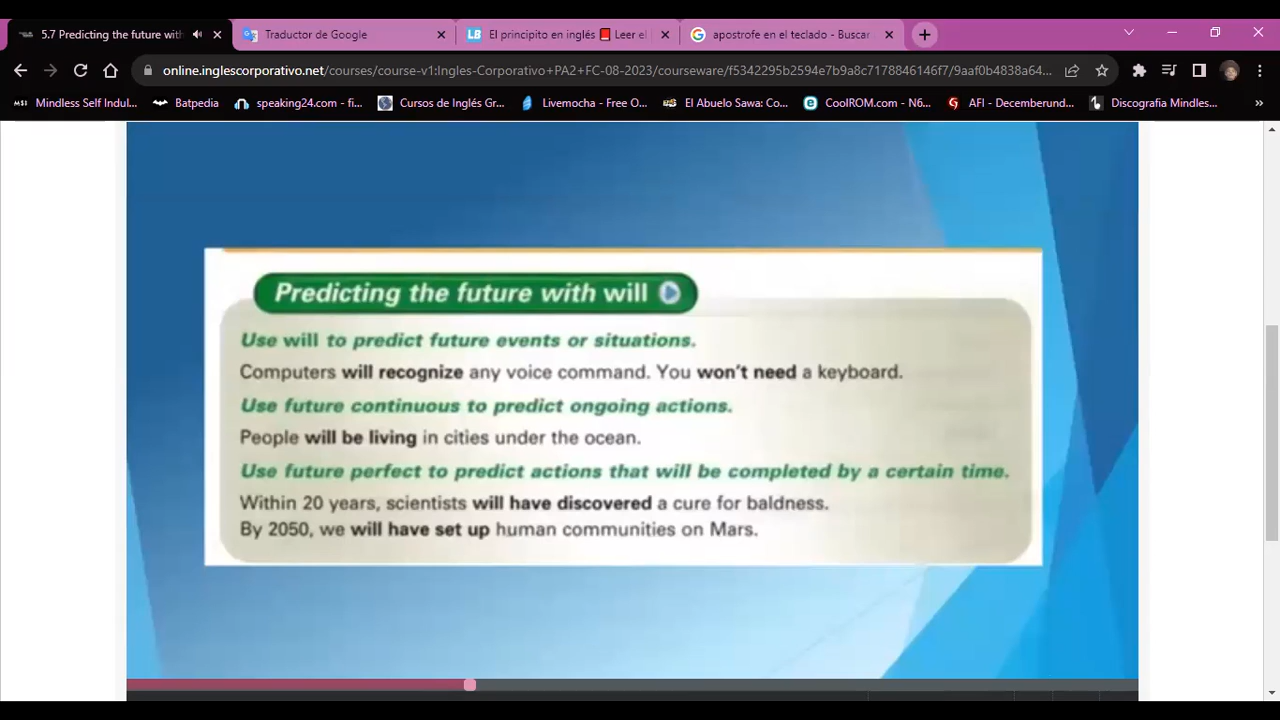 5.7 Predicting the future with
Traductor de Google
El principito en inglés 📕 Leer el
apostrofe en el teclado - Buscar
online.inglescorporativo.net/courses/course-v1:Ingles-Corporativo+PA2+FC-08-2023/courseware/f5342295b2594e7b9a8c7178846146f7/9aaf0b4838a64...
Mindless Self Indul...
Batpedia
speaking24.com - fi...
Cursos de Inglés Gr...
Livemocha - Free O...
El Abuelo Sawa: Co...
CoolROM.com - N6...
AFI - Decemberund...
Discografia Mindles...
Predicting the future with will
Use will to predict future events or situations.
Computers will recognize any voice command. You won't need a keyboard.
Use future continuous to predict ongoing actions.
People will be living in cities under the ocean.
Use future perfect to predict actions that will be completed by a certain time.
Within 20 years, scientists will have discovered a cure for baldness.
By 2050, we will have set up human communities on Mars.